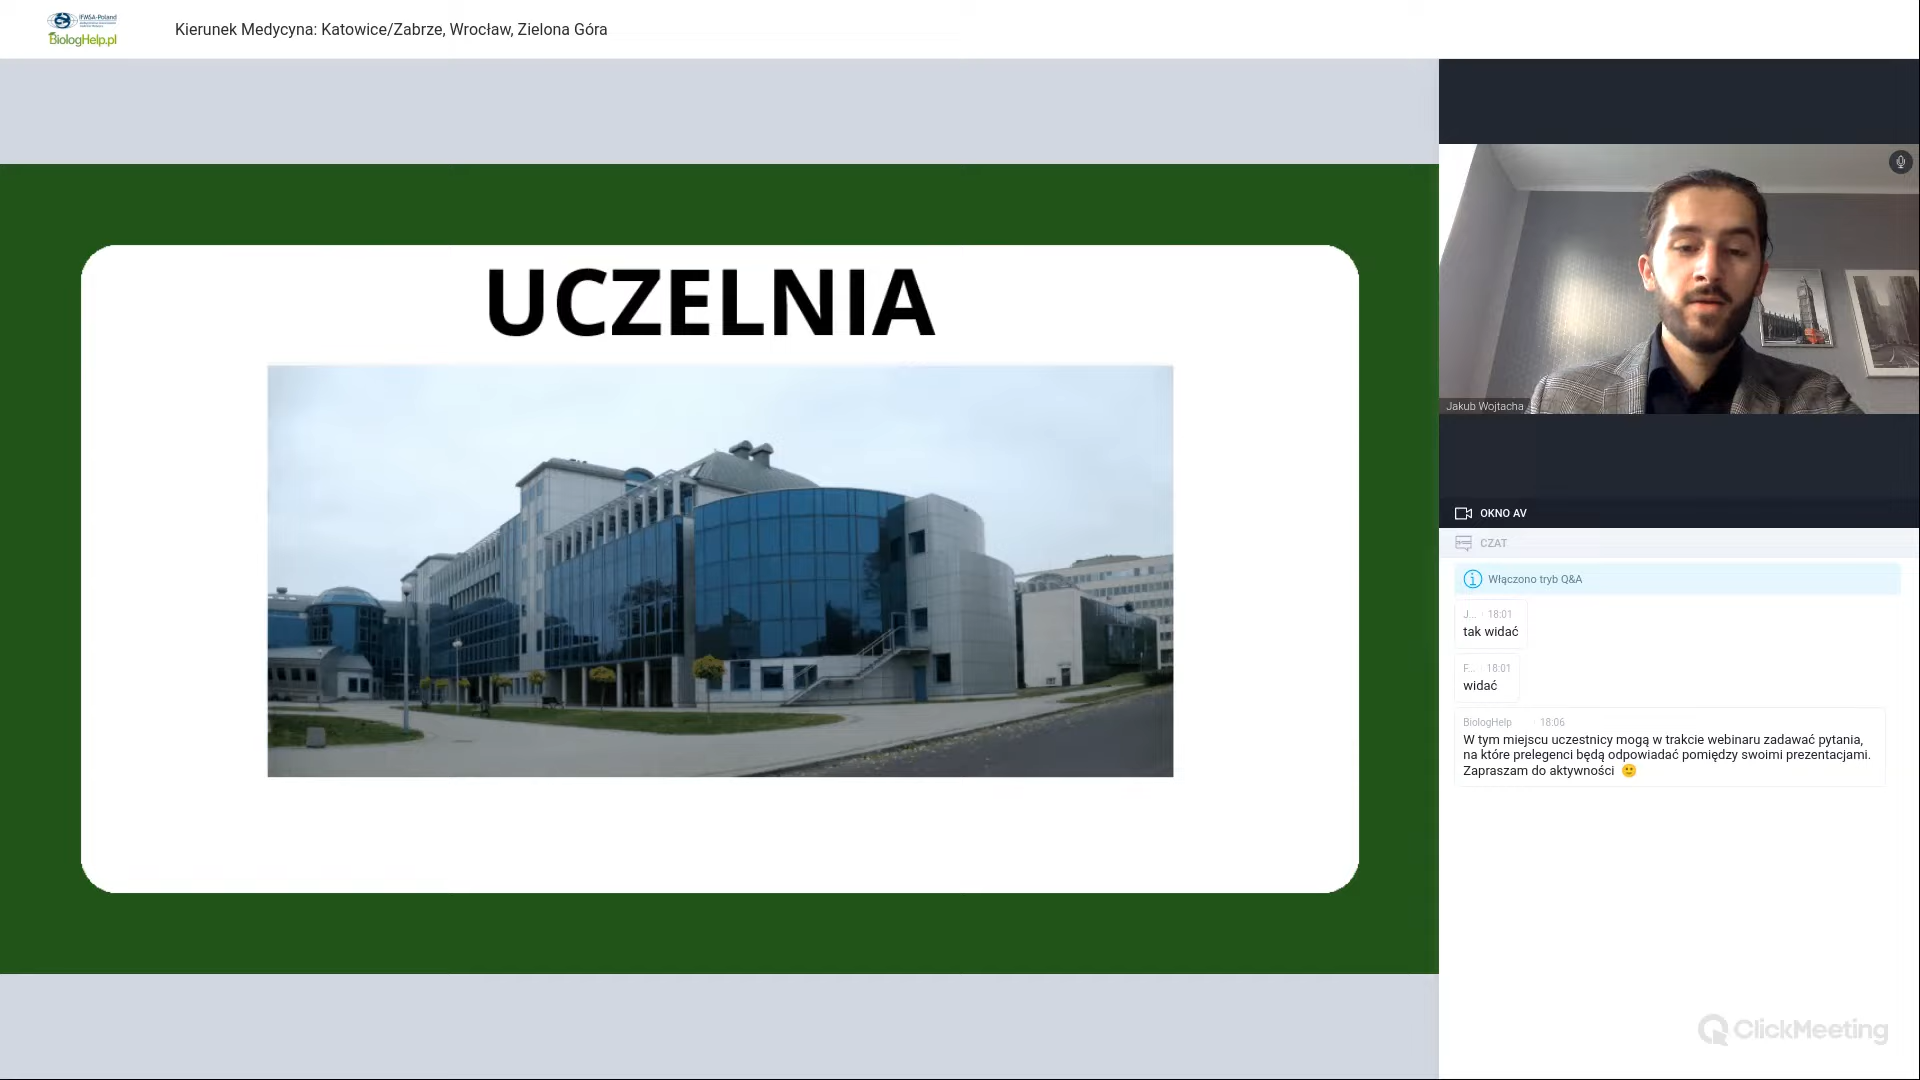 IFMSA-Poland
BiologHelp.pl
Kierunek Medycyna: Katowice/Zabrze, Wrocław, Zielona Góra
UCZELNIA
Jakub Wojtacha
OKNO AV
CZAT
Włączono tryb Q&A
J... · 18:01
tak widać
F... · 18:01
widać
BiologHelp · 18:06
W tym miejscu uczestnicy mogą w trakcie webinaru zadawać pytania,
na które prelegenci będą odpowiadać pomiędzy swoimi prezentacjami.
Zapraszam do aktywności 🙂
ClickMeeting